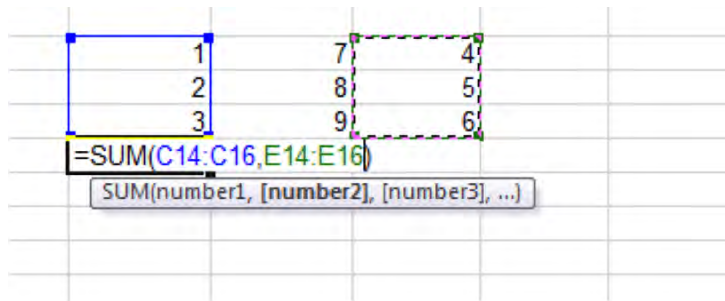 1 7 4
2 8 5
3 9 6
=SUM(C14:C16,E14:E16)
SUM(number1, [number2], [number3], ...)